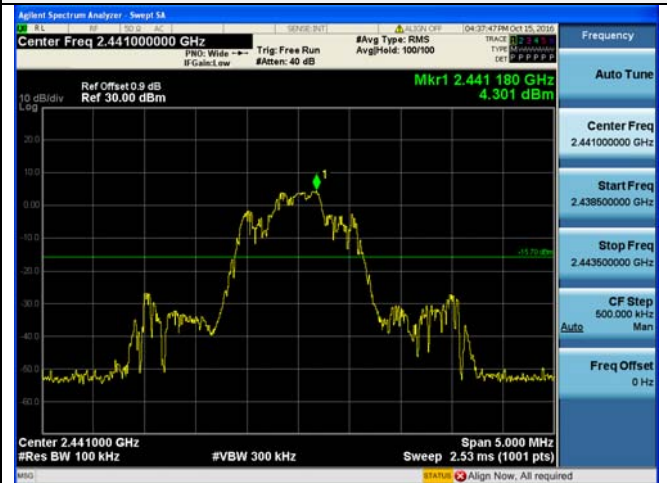 Agilent Spectrum Analyzer - Swept SA
RL RF 50 Ω AC SENSE:INT ALIGN OFF 04:37:47 PM Oct 15, 2016
Center Freq 2.441000000 GHz
PNO: Wide
IFGain:Low
Trig: Free Run
#Atten: 40 dB
#Avg Type: RMS
Avg|Hold: 100/100
TRACE 1 2 3 4 5 6
TYPE M
DET P P P P P P
Mkr1 2.441 180 GHz
4.301 dBm
Ref Offset 0.9 dB
10 dB/div Ref 30.00 dBm
Log
20.0
10.0
0.00
-10.0
-20.0
-30.0
-40.0
-50.0
-60.0
1
-15.70 dBm
Center 2.441000 GHz Span 5.000 MHz
#Res BW 100 kHz #VBW 300 kHz Sweep 2.53 ms (1001 pts)
MSG STATUS Align Now, All required
Frequency
Auto Tune
Center Freq
2.441000000 GHz
Start Freq
2.438500000 GHz
Stop Freq
2.443500000 GHz
CF Step
500.000 kHz
Auto Man
Freq Offset
0 Hz